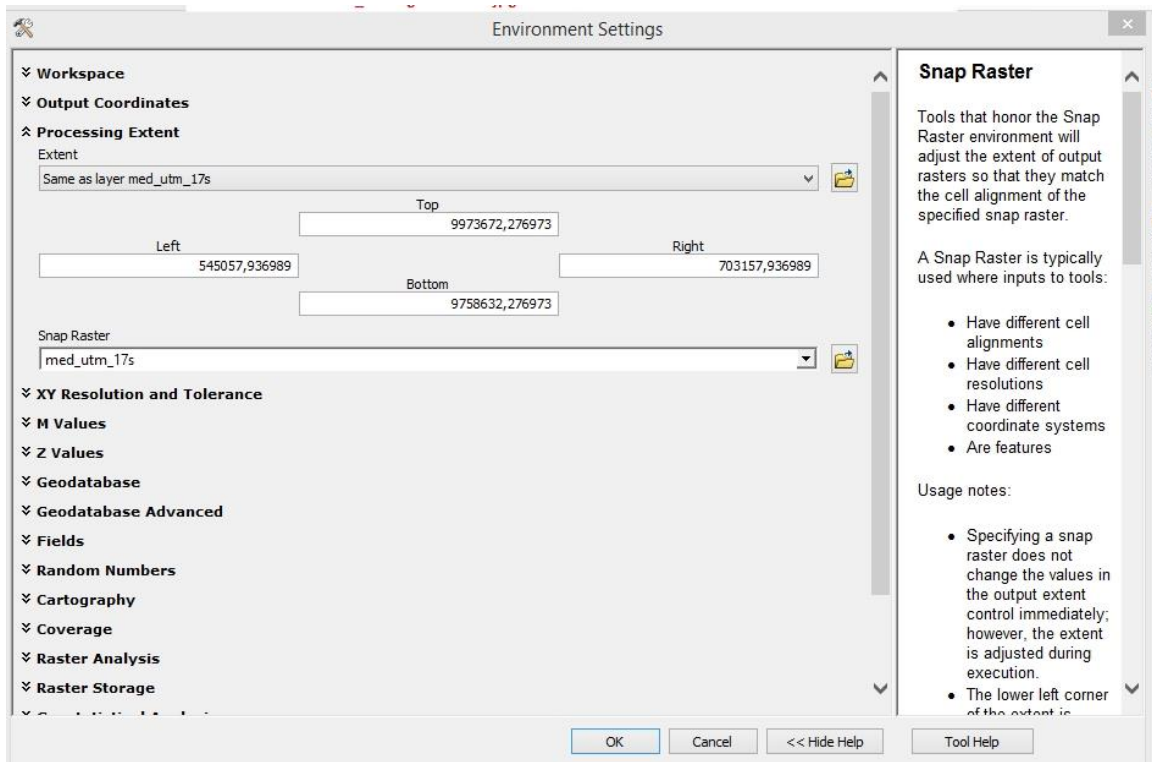 Environment Settings
Workspace
Output Coordinates
Processing Extent
Extent
Same as layer med_utm_17s
Top
9973672,276973
Left
Right
545057,936989
703157,936989
Bottom
9758632,276973
Snap Raster
med_utm_17s
XY Resolution and Tolerance
M Values
Z Values
Geodatabase
Geodatabase Advanced
Fields
Random Numbers
Cartography
Coverage
Raster Analysis
Raster Storage
Snap Raster
Tools that honor the Snap
Raster environment will
adjust the extent of output
rasters so that they match
the cell alignment of the
specified snap raster.
A Snap Raster is typically
used where inputs to tools:
• Have different cell
alignments
• Have different cell
resolutions
• Have different
coordinate systems
• Are features
Usage notes:
• Specifying a snap
raster does not
change the values in
the output extent
control immediately;
however, the extent
is adjusted during
execution.
• The lower left corner
of the extent is
OK
Cancel
<< Hide Help
Tool Help